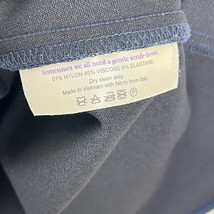 Sometimes we all need a gentle scrub-down.
51% NYLON 45% VISCOSE 4% ELASTANE
Dry clean only
Made in Vietnam with fabric from Italy